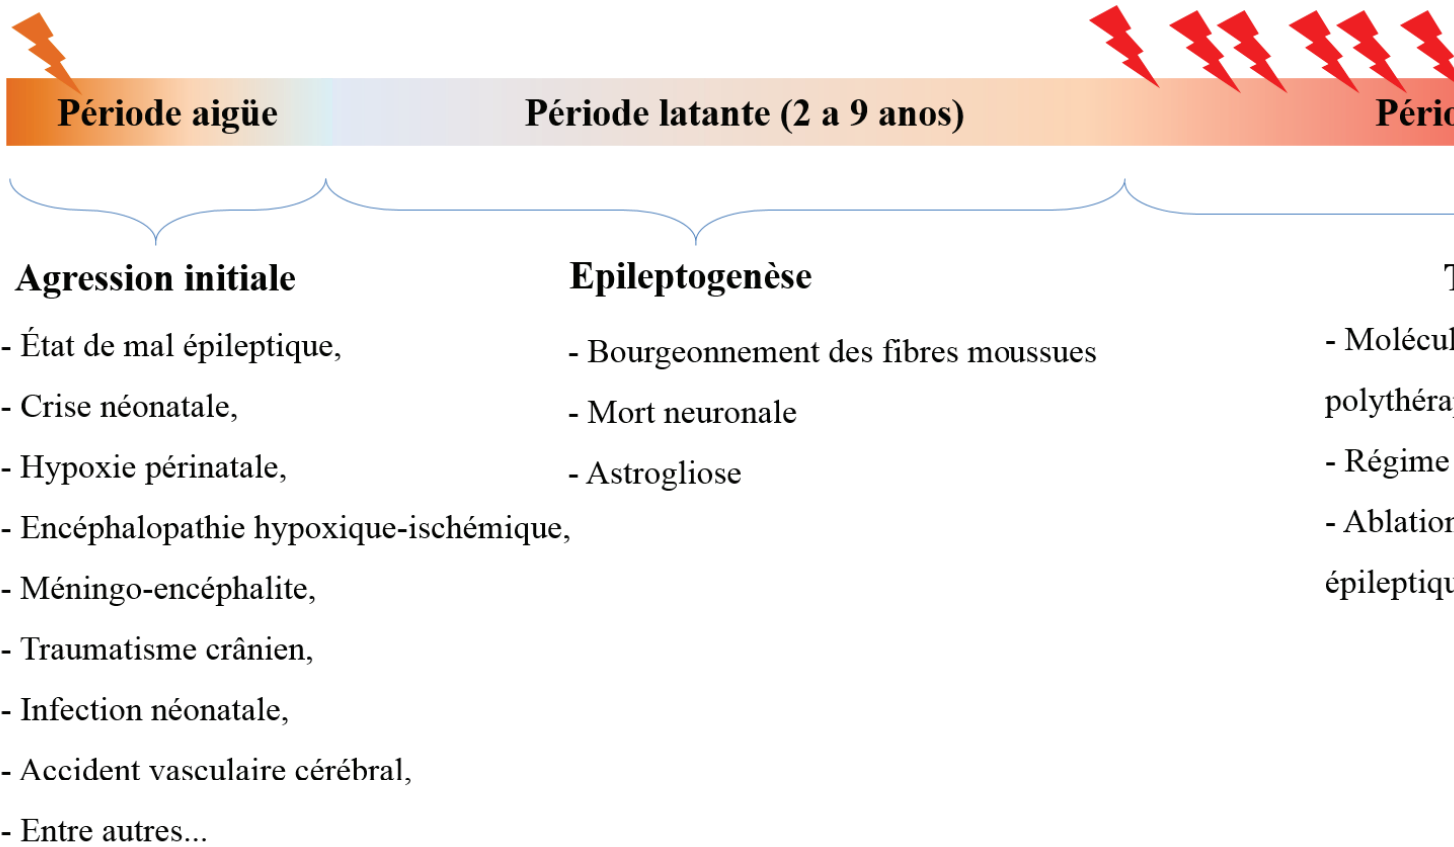 Période aigüe
Période latante (2 a 9 anos)
Agression initiale
- État de mal épileptique,
- Crise néonatale,
- Hypoxie périnatale,
- Encéphalopathie hypoxique-ischémique,
- Méningo-encéphalite,
- Traumatisme crânien,
- Infection néonatale,
- Accident vasculaire cérébral,
- Entre autres...
Epileptogenèse
- Bourgeonnement des fibres moussues
- Mort neuronale
- Astrogliose
- Régime